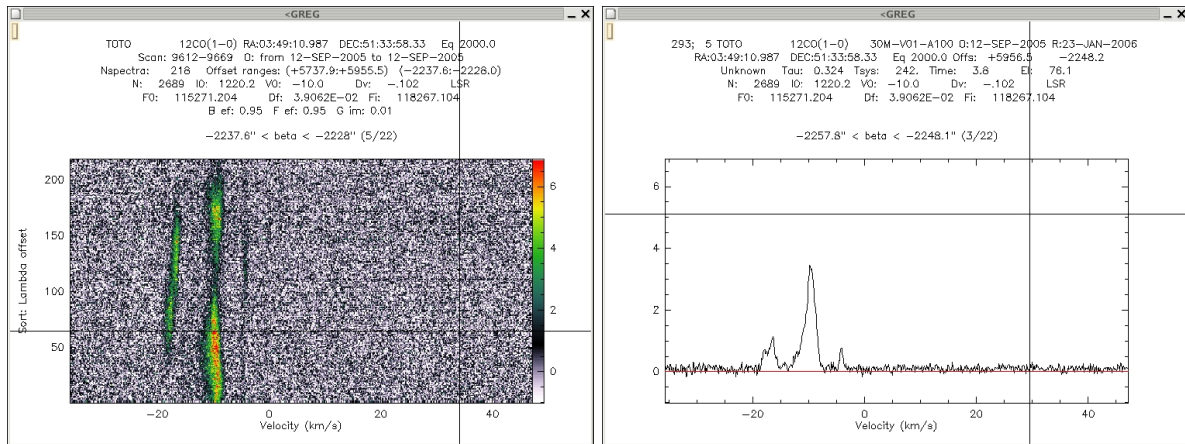 <GREG
TOTO 12CO(1-0) RA:03:49:10.987 DEC:51:33:58.33 Eq 2000.0
Scan: 9612-9669 O: from 12-SEP-2005 to 12-SEP-2005
Nspectra: 218 Offset ranges: (+5737.9:+5955.5) (-2237.6:-2228.0)
N: 2689 I0: 1220.2 V0: -10.0 Dv: -.102 LSR
F0: 115271.204 Df: 3.9062E-02 Fi: 118267.104
B ef: 0.95 F ef: 0.95 G im: 0.01
-2237.6" < beta < -2228" (5/22)
200
150
100
50
Sort: Lambda offset
6
4
2
0
-20 0 20 40
Velocity (km/s)
<GREG
293; 5 TOTO 12CO(1-0) 30M-V01-A100 O:12-SEP-2005 R:23-JAN-2006
RA:03:49:10.987 DEC:51:33:58.33 Eq 2000.0 Offs: +5956.5 -2248.2
Unknown Tau: 0.324 Tsys: 242. Time: 3.8 El: 76.1
N: 2689 I0: 1220.2 V0: -10.0 Dv: -.102 LSR
F0: 115271.204 Df: 3.9062E-02 Fi: 118267.104
-2257.8" < beta < -2248.1" (3/22)
6
4
2
0
-20 0 20 40
Velocity (km/s)